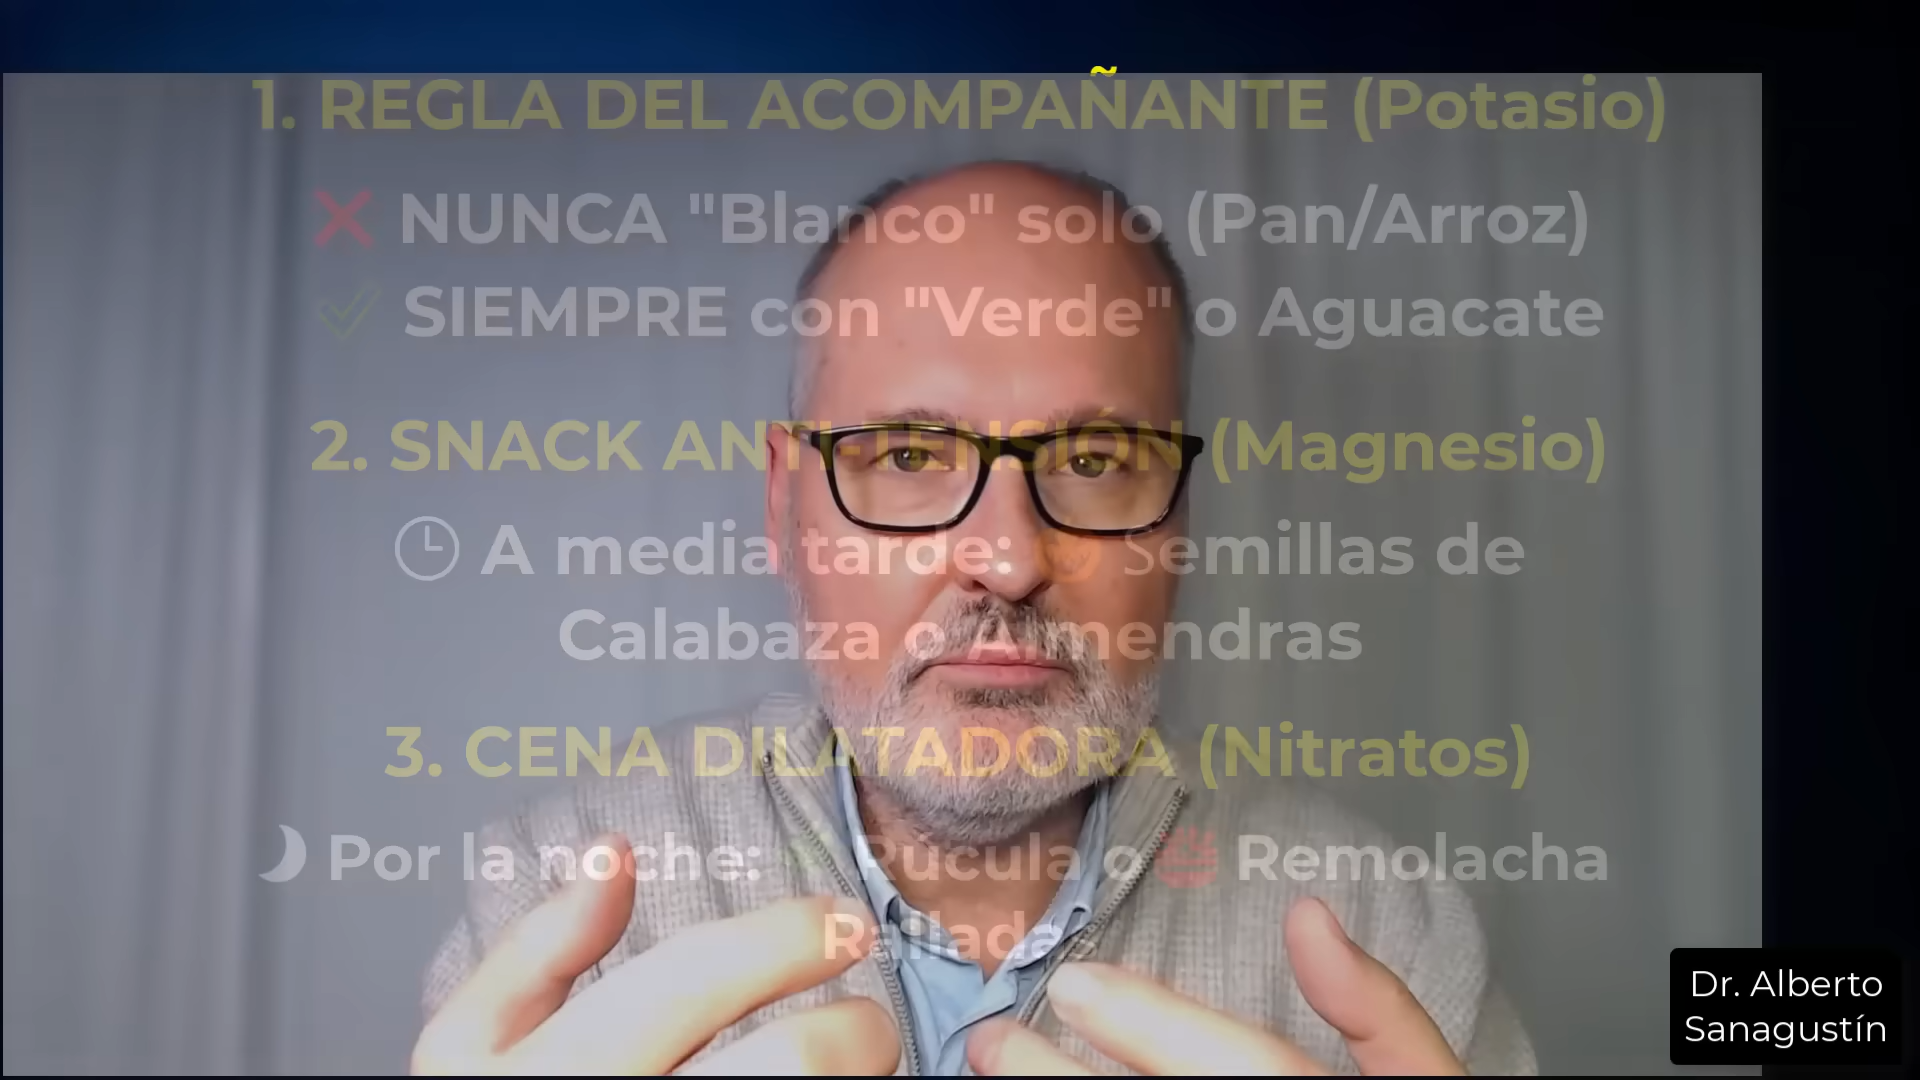 1. REGLA DEL ACOMPAÑANTE (Potasio)
❌ NUNCA "Blanco" solo (Pan/Arroz)
✅ SIEMPRE con "Verde" o Aguacate
2. SNACK ANTI-TENSIÓN (Magnesio)
🕒 A media tarde: Semillas de
Calabaza o Almendras
3. CENA DILATADORA (Nitratos)
🌙 Por la noche: Rúcula o Remolacha
Ralladas
Dr. Alberto
Sanagustín